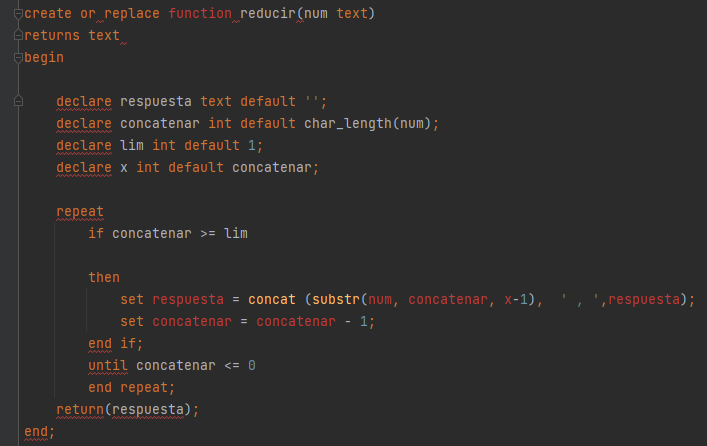 create or replace function reducir(num text)
returns text
begin
declare respuesta text default '';
declare concatenar int default char_length(num);
declare lim int default 1;
declare x int default concatenar;
repeat
if concatenar >= lim
then
set respuesta = concat (substr(num, concatenar, x-1),  ' , ',respuesta);
set concatenar = concatenar - 1;
end if;
until concatenar <= 0
end repeat;
return(respuesta);
end;